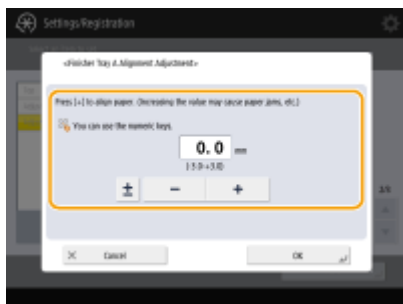 Settings/Registration
<Finisher Tray A Alignment Adjustment>
Press [+] to align paper. (Increasing the value may cause paper jams, etc.)
You can use the numeric keys.
0. 0 mm
(-3.0-+3.0)
± − +
× Cancel
OK